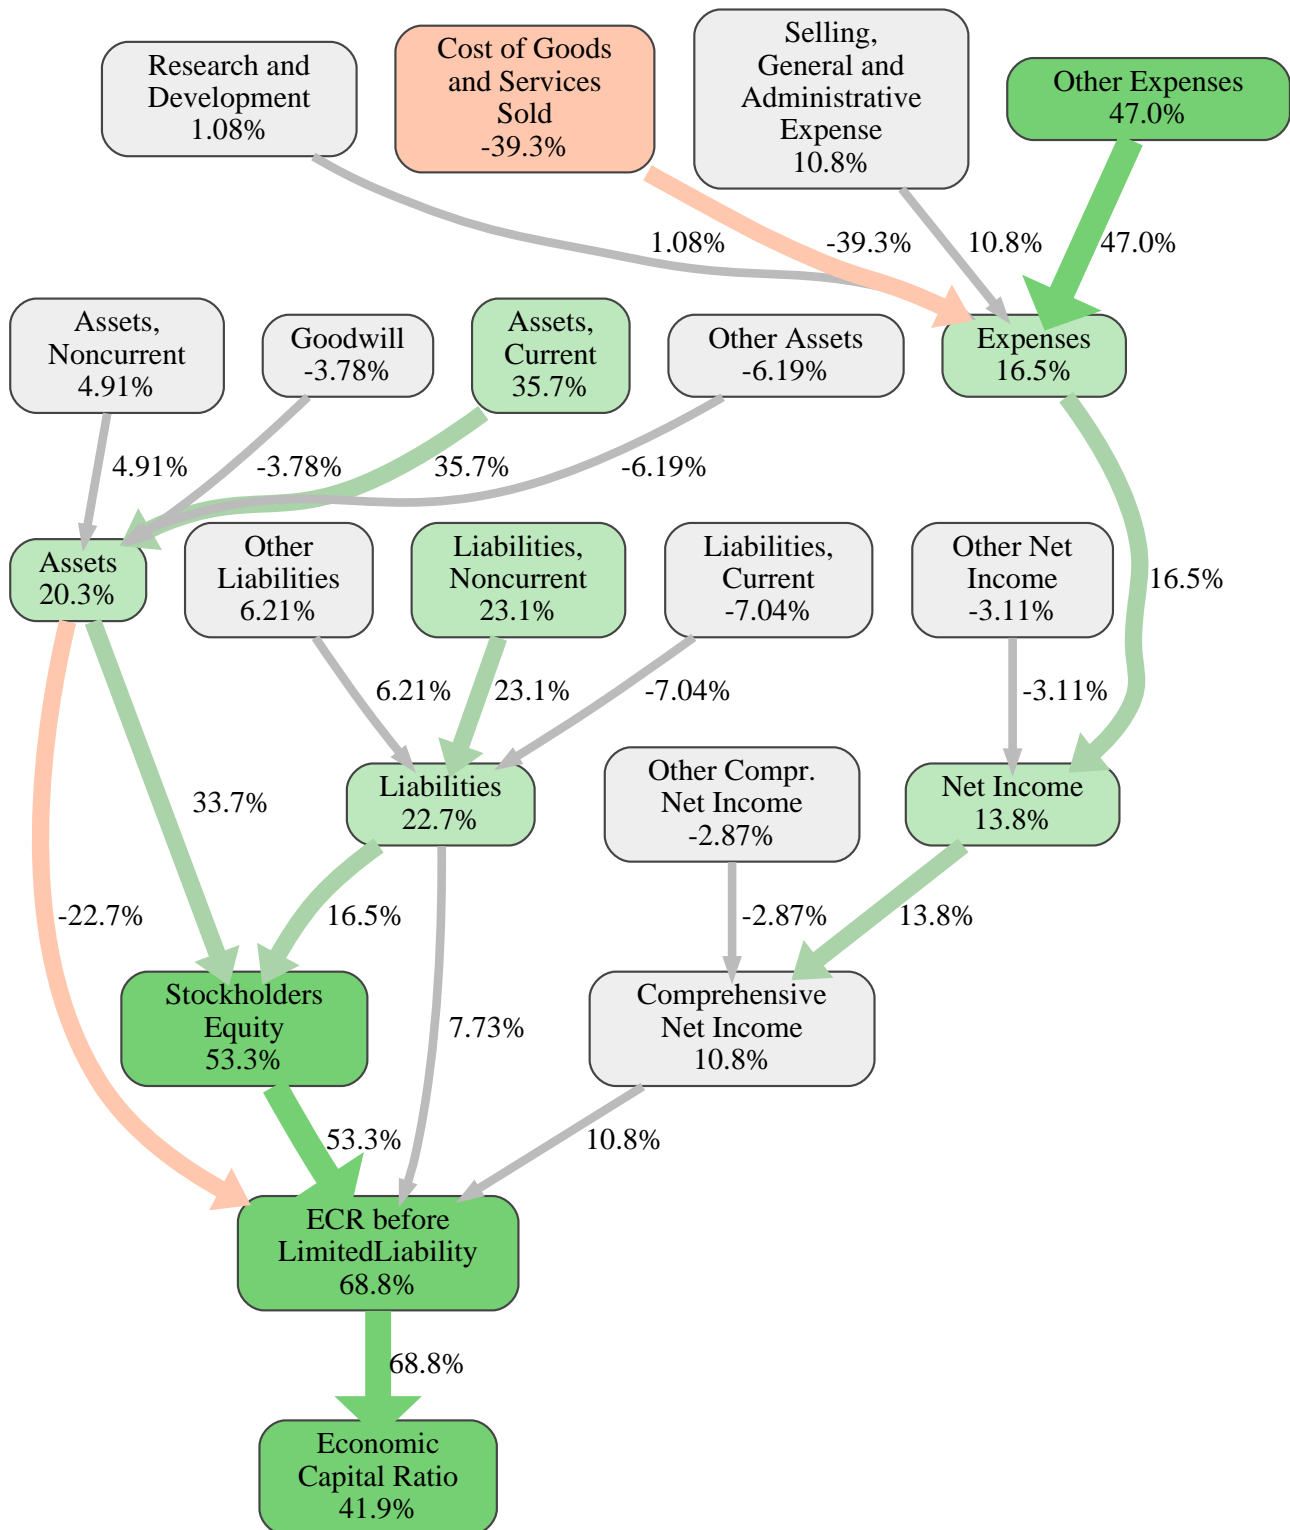 Research and
Development
1.08%
Cost of Goods
and Services
Sold
-39.3%
Selling,
General and
Administrative
Expense
10.8%
Other Expenses
47.0%
1.08%
-39.3%
10.8%
47.0%
Assets,
Noncurrent
4.91%
Goodwill
-3.78%
Assets,
Current
35.7%
Other Assets
-6.19%
Expenses
16.5%
4.91%
-3.78%
35.7%
-6.19%
Assets
20.3%
Other
Liabilities
6.21%
Liabilities,
Noncurrent
23.1%
Liabilities,
Current
-7.04%
Other Net
Income
-3.11%
16.5%
6.21%
23.1%
-7.04%
-3.11%
33.7%
Liabilities
22.7%
Other Compr.
Net Income
-2.87%
Net Income
13.8%
-22.7%
16.5%
-2.87%
13.8%
Stockholders
Equity
53.3%
7.73%
Comprehensive
Net Income
10.8%
53.3%
10.8%
ECR before
LimitedLiability
68.8%
68.8%
Economic
Capital Ratio
41.9%